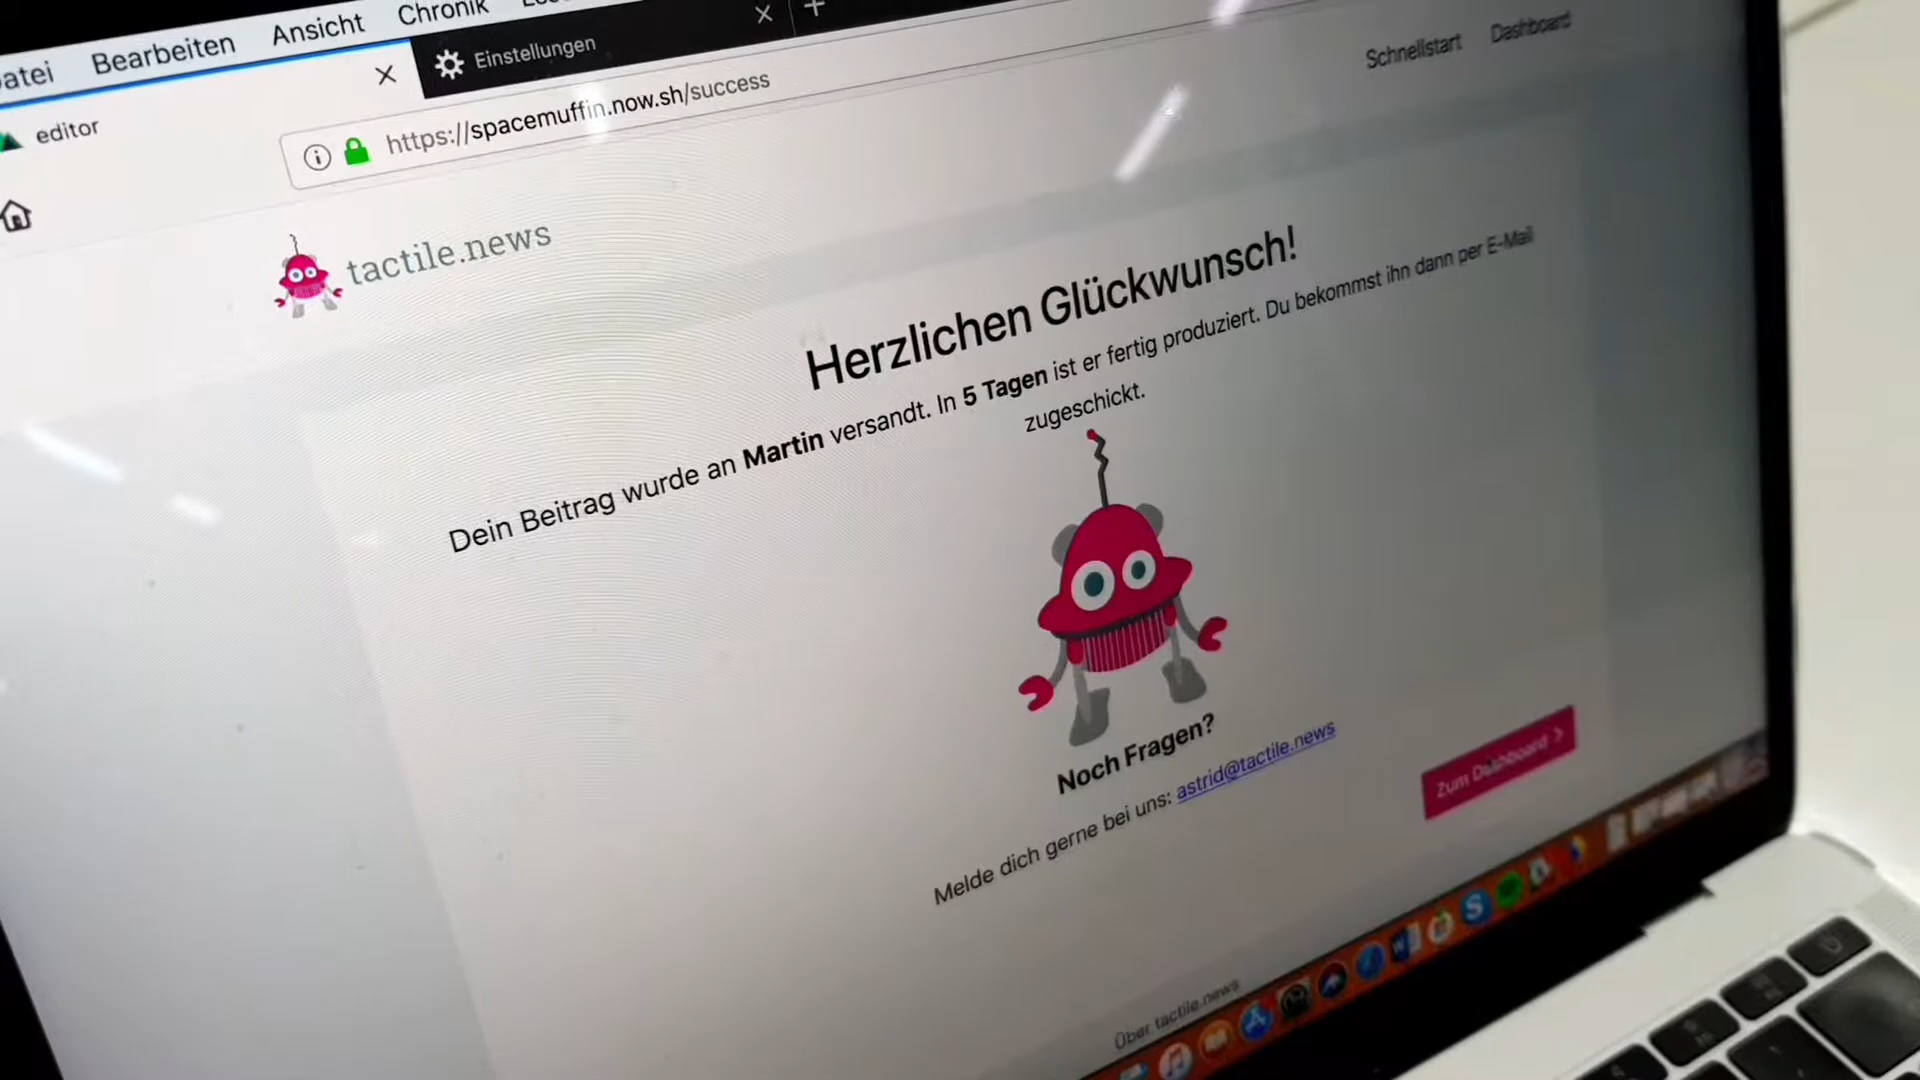 Bearbeiten Ansicht Chronik
Einstellungen
editor
https://spacemuffin.now.sh/success
Schnellstart Dashboard
tactile.news
Herzlichen Glückwunsch!
Dein Beitrag wurde an Martin versandt. In 5 Tagen ist er fertig produziert. Du bekommst ihn dann per E-Mail
zugeschickt.
Noch Fragen?
Melde dich gerne bei uns: astrid@tactile.news
Zum Dashboard
Über tactile.news